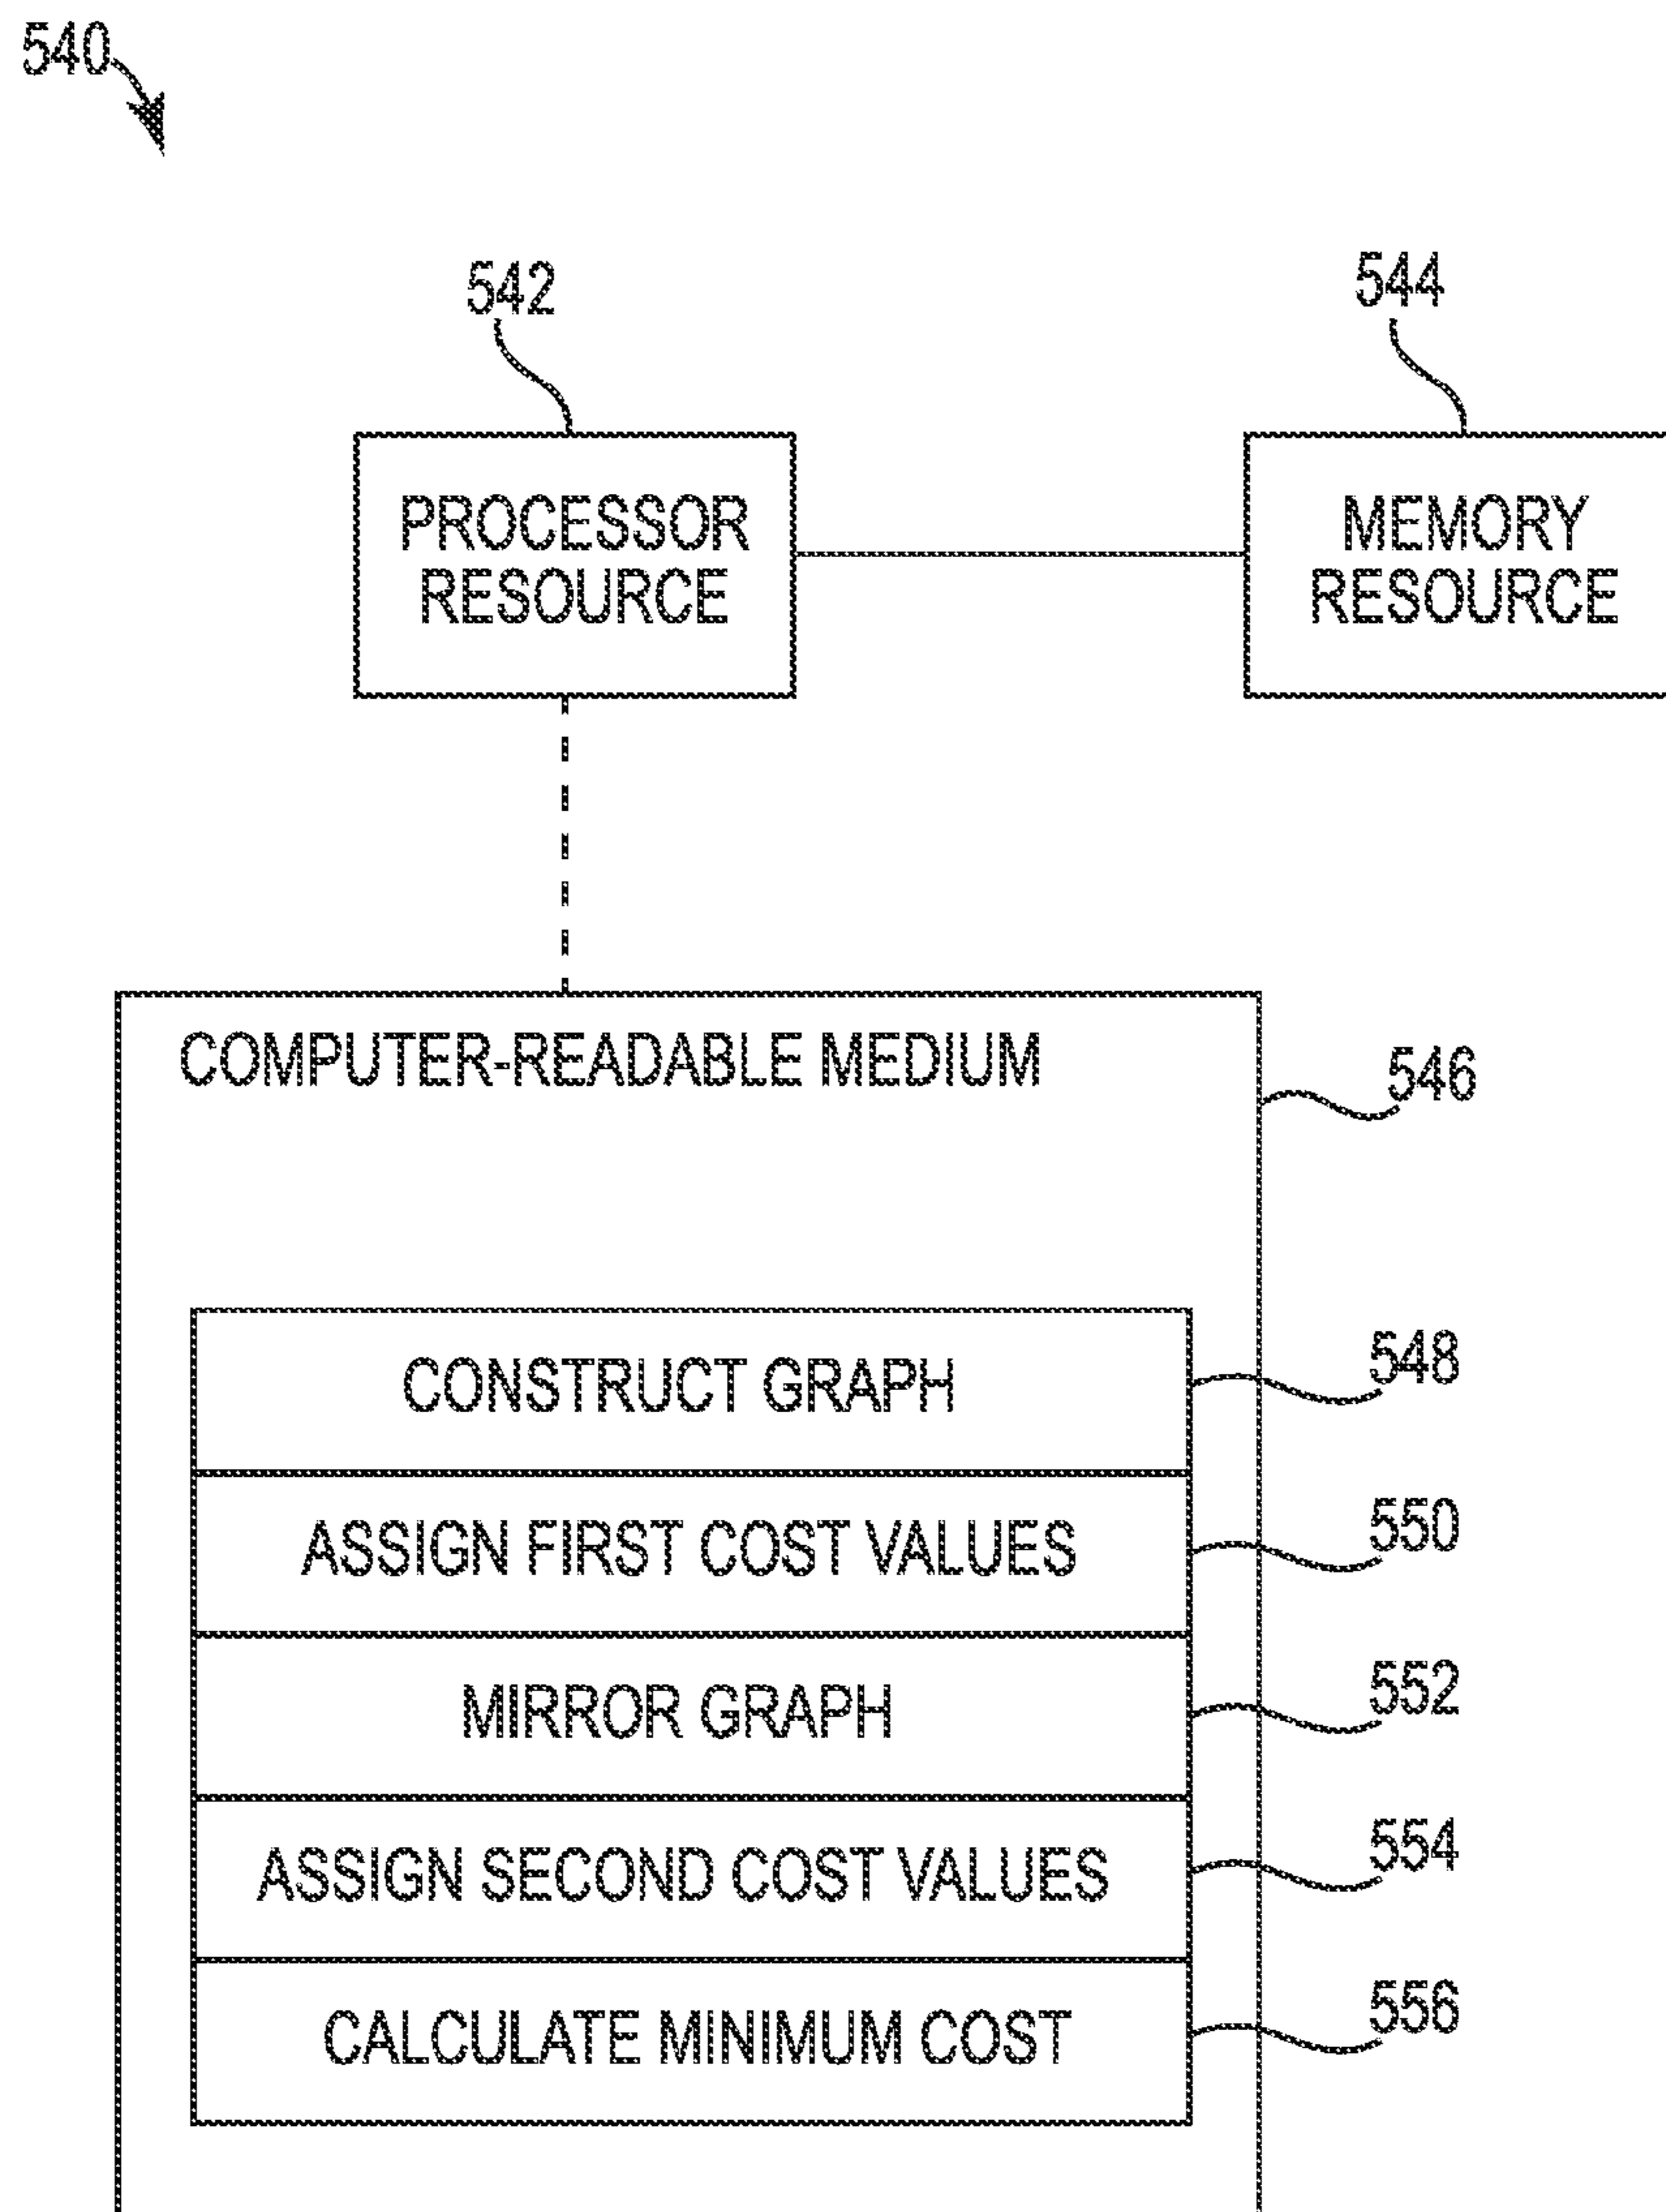 540
542
544
PROCESSOR
RESOURCE
MEMORY
RESOURCE
COMPUTER-READABLE MEDIUM
546
CONSTRUCT GRAPH
548
ASSIGN FIRST COST VALUES
550
MIRROR GRAPH
552
ASSIGN SECOND COST VALUES
554
CALCULATE MINIMUM COST
556